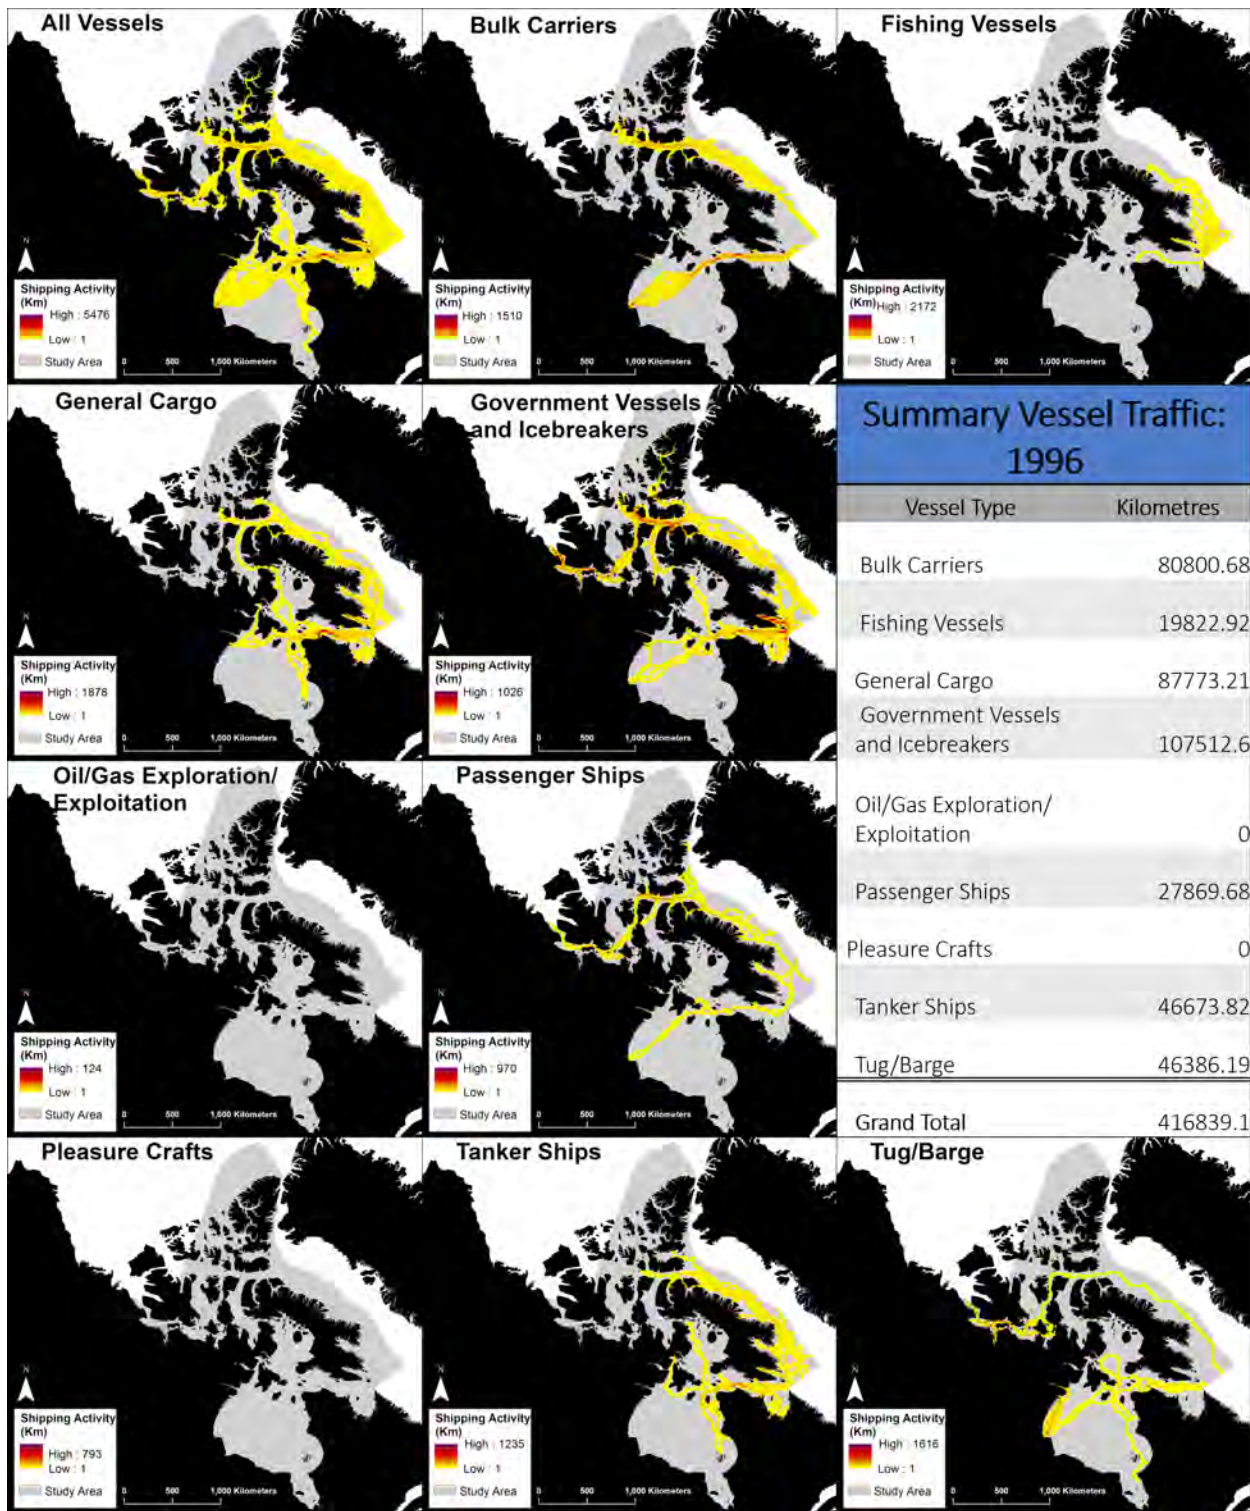 All Vessels
N
Shipping Activity
(Km)
High : 5476
Low : 1
Study Area
0 500 1,000 Kilometers
Bulk Carriers
N
Shipping Activity
(Km)
High : 1510
Low : 1
Study Area
0 500 1,000 Kilometers
Fishing Vessels
N
Shipping Activity
(Km)High : 2172
Low : 1
Study Area
0 500 1,000 Kilometers
General Cargo
N
Shipping Activity
(Km)
High : 1878
Low : 1
Study Area
0 500 1,000 Kilometers
Government Vessels
and Icebreakers
N
Shipping Activity
(Km)
High : 1026
Low : 1
Study Area
0 500 1,000 Kilometers
Summary Vessel Traffic:
1996
Vessel Type Kilometres
Bulk Carriers 80800.68
Fishing Vessels 19822.92
General Cargo 87773.21
Government Vessels
and Icebreakers 107512.6
Oil/Gas Exploration/
Exploitation 0
Passenger Ships 27869.68
Pleasure Crafts 0
Tanker Ships 46673.82
Tug/Barge 46386.19
Grand Total 416839.1
Oil/Gas Exploration/
Exploitation
N
Shipping Activity
(Km)
High : 124
Low : 1
Study Area
0 500 1,000 Kilometers
Passenger Ships
N
Shipping Activity
(Km)
High : 970
Low : 1
Study Area
0 500 1,000 Kilometers
Pleasure Crafts
N
Shipping Activity
(Km)
High : 793
Low : 1
Study Area
0 500 1,000 Kilometers
Tanker Ships
N
Shipping Activity
(Km)
High : 1235
Low : 1
Study Area
0 500 1,000 Kilometers
Tug/Barge
N
Shipping Activity
(Km)
High : 1616
Low : 1
Study Area
0 500 1,000 Kilometers